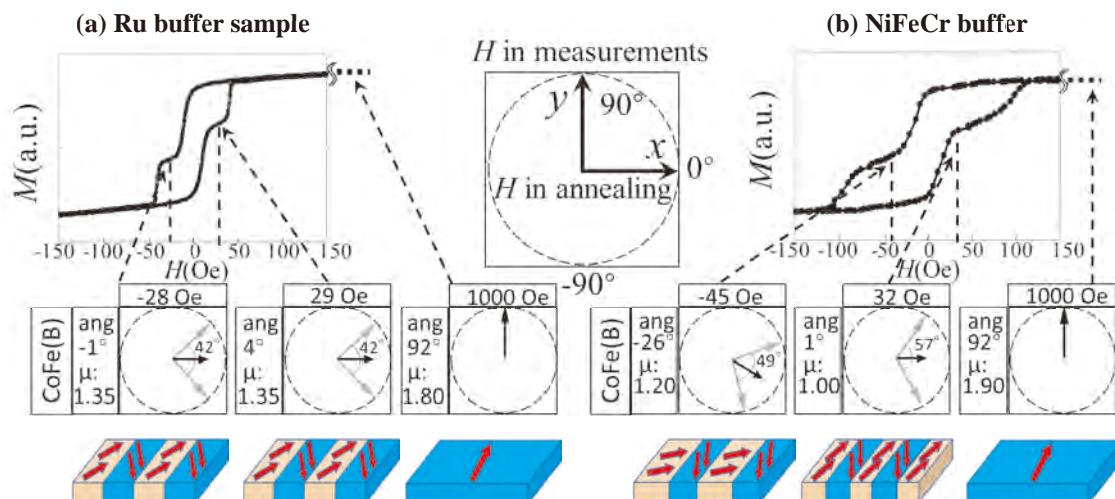 (a) Ru buffer sample
M(a.u.)
-150 -100 -50 0 50 100 150
H(Oe)
H in measurements
y 90°
x 0°
H in annealing
-90°
(b) NiFeCr buffer
M(a.u.)
-150 -100 -50 0 50 100 150
H(Oe)
-28 Oe
CoFe(B)
ang
-1°
μ:
1.35
42°
29 Oe
ang
4°
μ:
1.35
42°
1000 Oe
ang
92°
μ:
1.80
-45 Oe
CoFe(B)
ang
-26°
μ:
1.20
49°
32 Oe
ang
1°
μ:
1.00
57°
1000 Oe
ang
92°
μ:
1.90